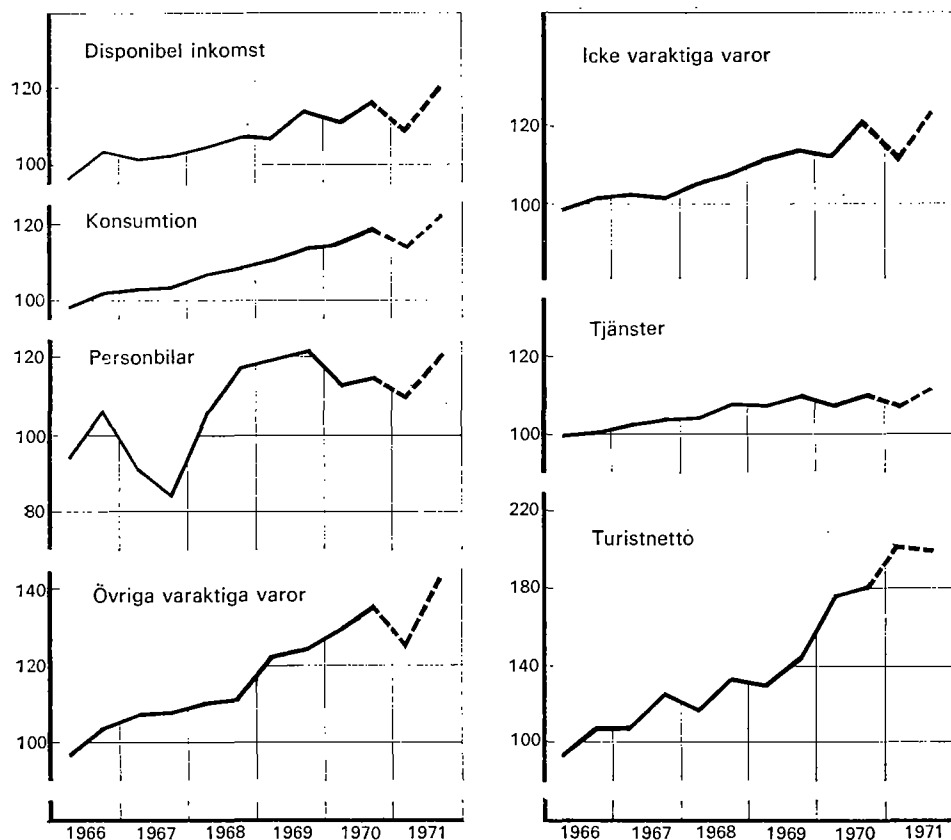 Disponibel inkomst
120
100
Konsumtion
120
100
Personbilar
120
100
80
Övriga varaktiga varor
140
120
100
1966 1967 1968 1969 1970 1971
Icke varaktiga varor
120
100
Tjänster
120
100
Turistnetto
220
180
140
100
1966 1967 1968 1969 1970 1971